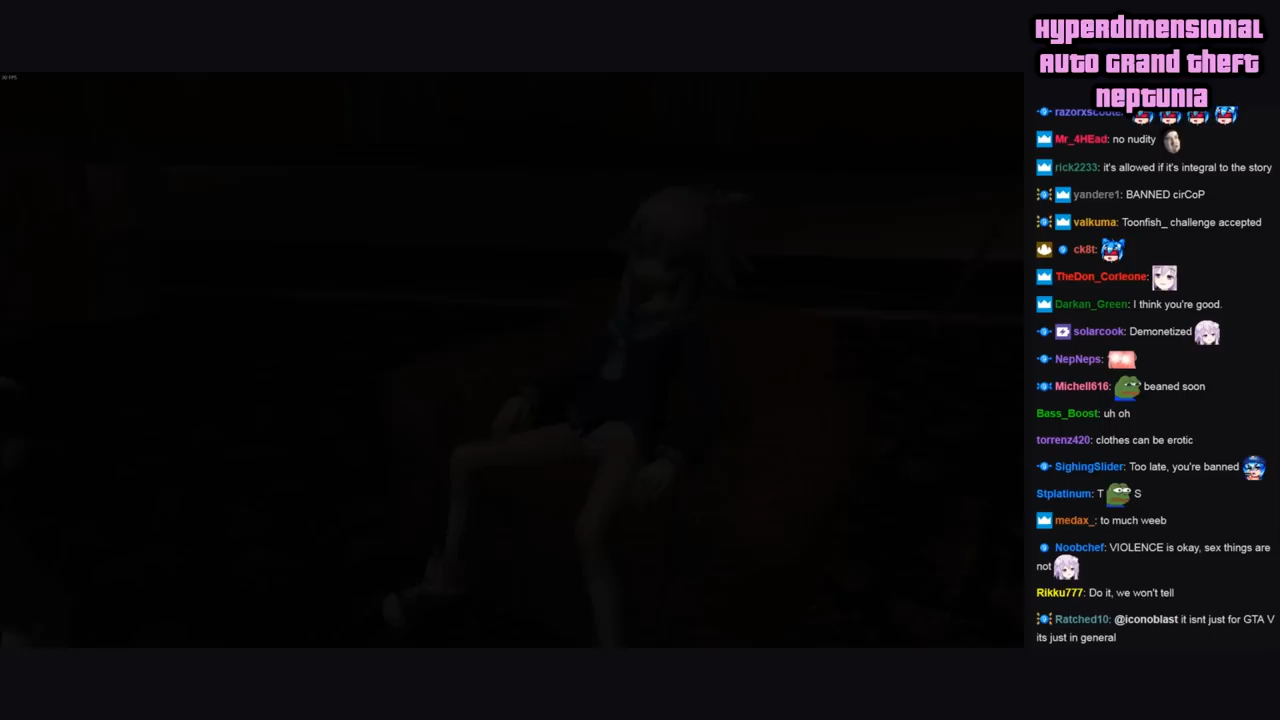 HYPERDIMENSIONAL
AUTO GRAND THEFT
NEPTUNIA
30 FPS
Mr_4HEad: no nudity
rick2233: it's allowed if it's integral to the story
yandere1: BANNED cirCoP
valkuma: Toonfish_ challenge accepted
ck8t:
TheDon_Corleone:
Darkan_Green: I think you're good.
solarcook: Demonetized
NepNeps:
Michell616: beaned soon
Bass_Boost: uh oh
torrenz420: clothes can be erotic
SighingSlider: Too late, you're banned
Stplatinum: T S
medax_: to much weeb
Noobchef: VIOLENCE is okay, sex things are
not
Rikku777: Do it, we won't tell
Ratched10: @iconoblast it isnt just for GTA V
its just in general